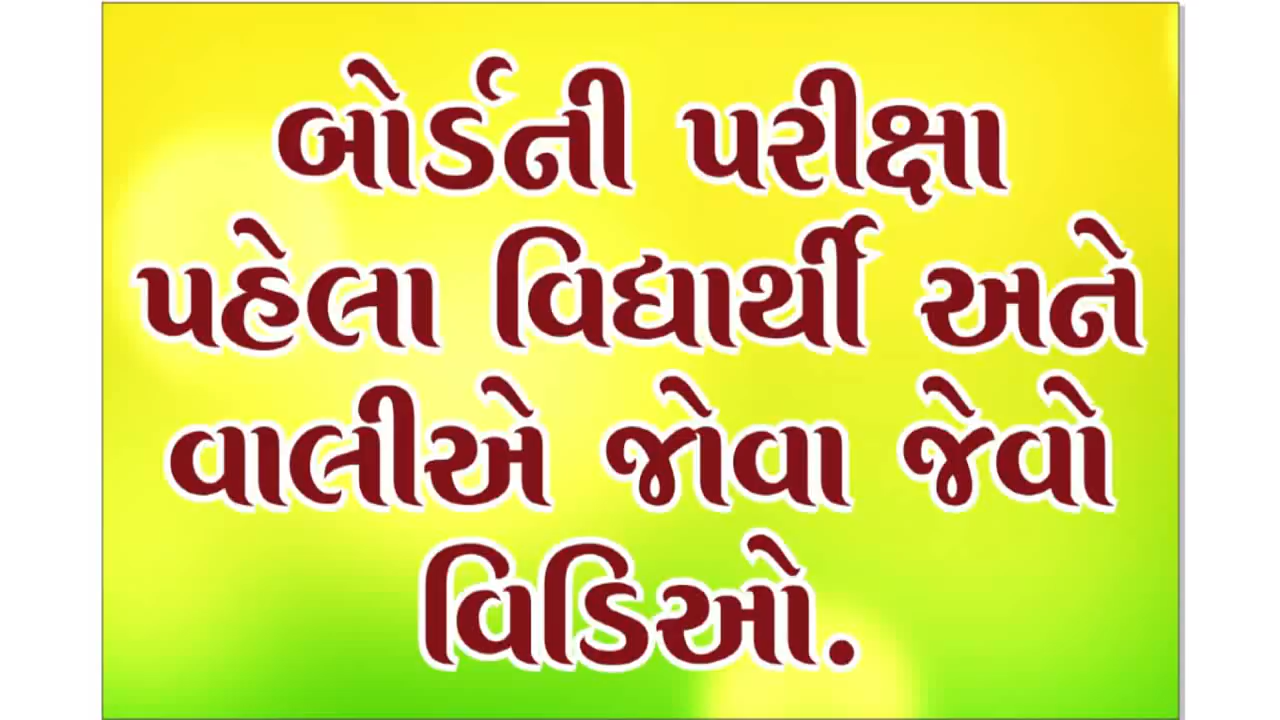 બોર્ડની પરીક્ષા
પહેલા વિદ્યાર્થી અને
વાલીએ જોવા જેવો
વિડિઓ.